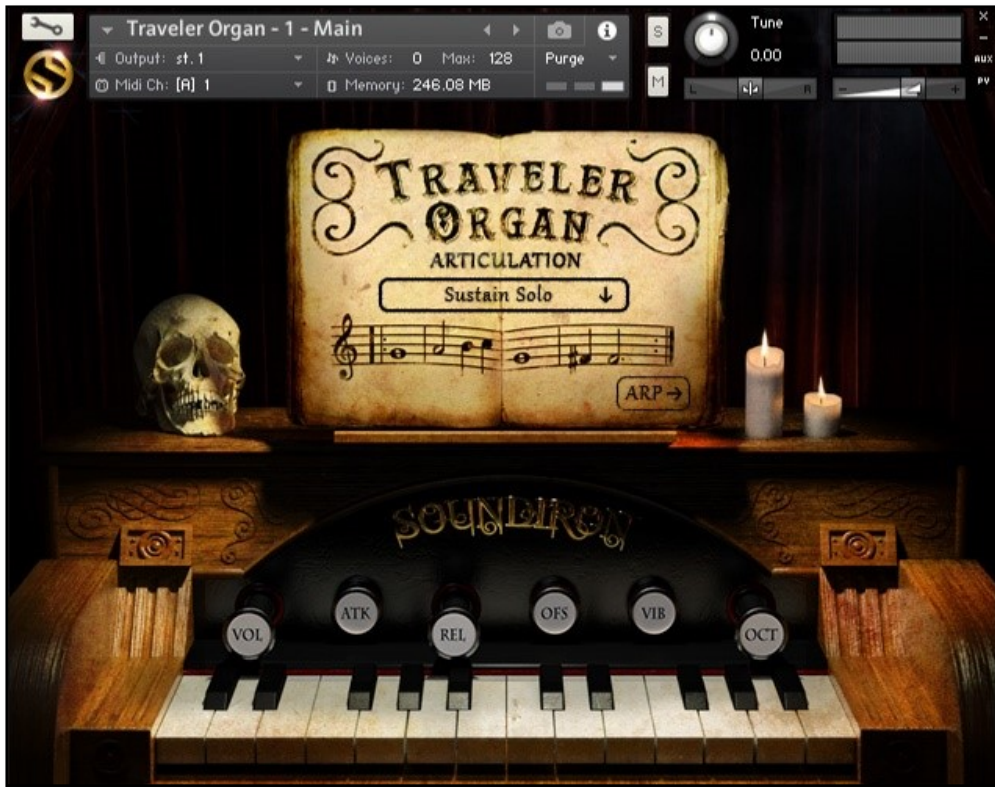 Traveler Organ - 1 - Main
Output: st.1
Voices: 0 Max: 128
Purge
Midi Ch: [A] 1
Memory: 246.08 MB
S
M
Tune
0.00
L
R
-
+
×
-
aux
pv
TRAVELER
ORGAN
ARTICULATION
Sustain Solo ↓
ARP→
SOUNDIRON
VOL
ATK
REL
OFS
VIB
OCT